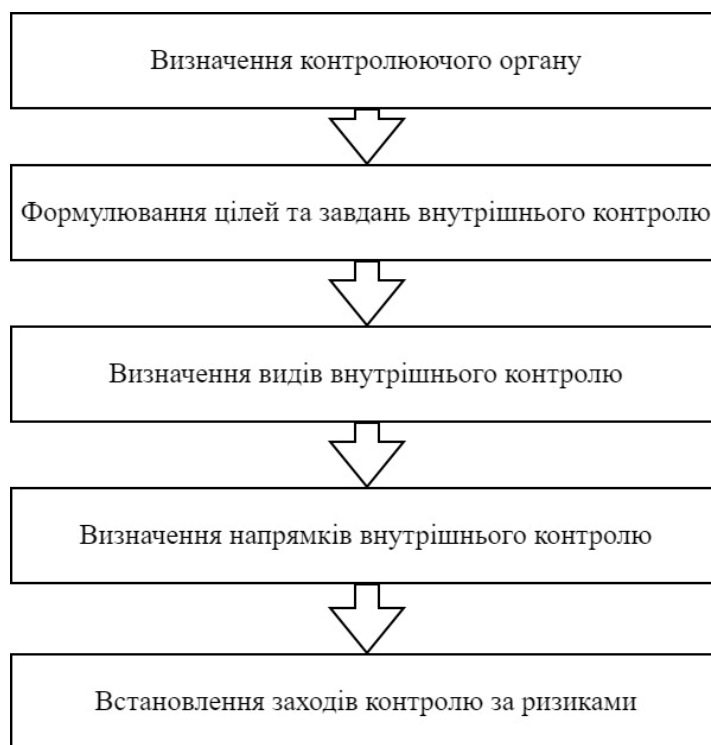 Визначення контролюючого органу
Формулювання цілей та завдань внутрішнього контролю
Визначення видів внутрішнього контролю
Визначення напрямків внутрішнього контролю
Встановлення заходів контролю за ризиками